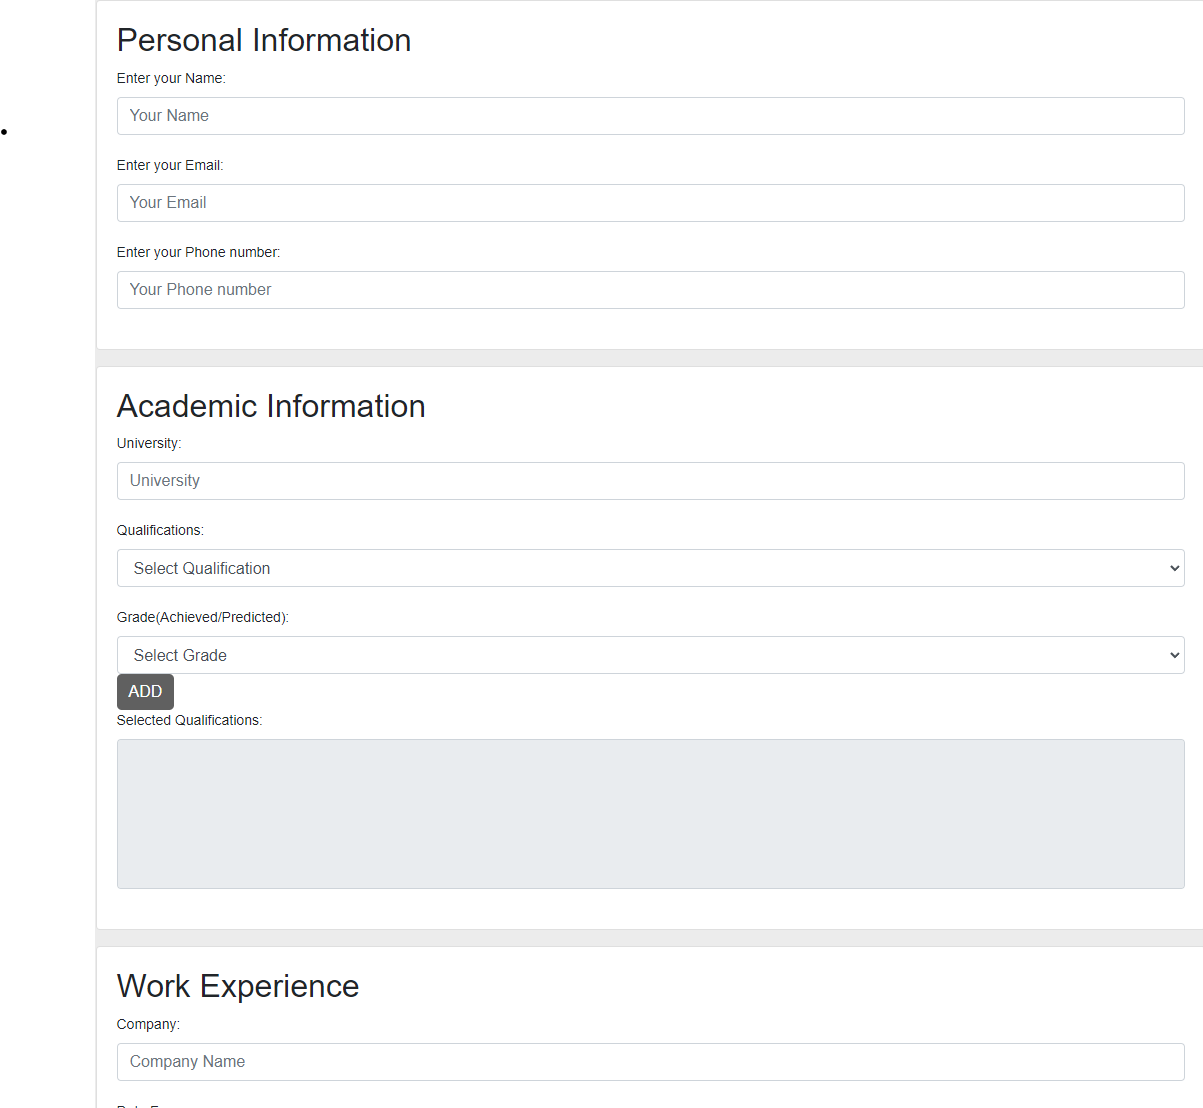 Personal Information
Enter your Name:
Your Name
Enter your Email:
Your Email
Enter your Phone number:
Your Phone number
Academic Information
University:
University
Qualifications:
Select Qualification
Grade(Achieved/Predicted):
Select Grade
ADD
Selected Qualifications:
Work Experience
Company:
Company Name